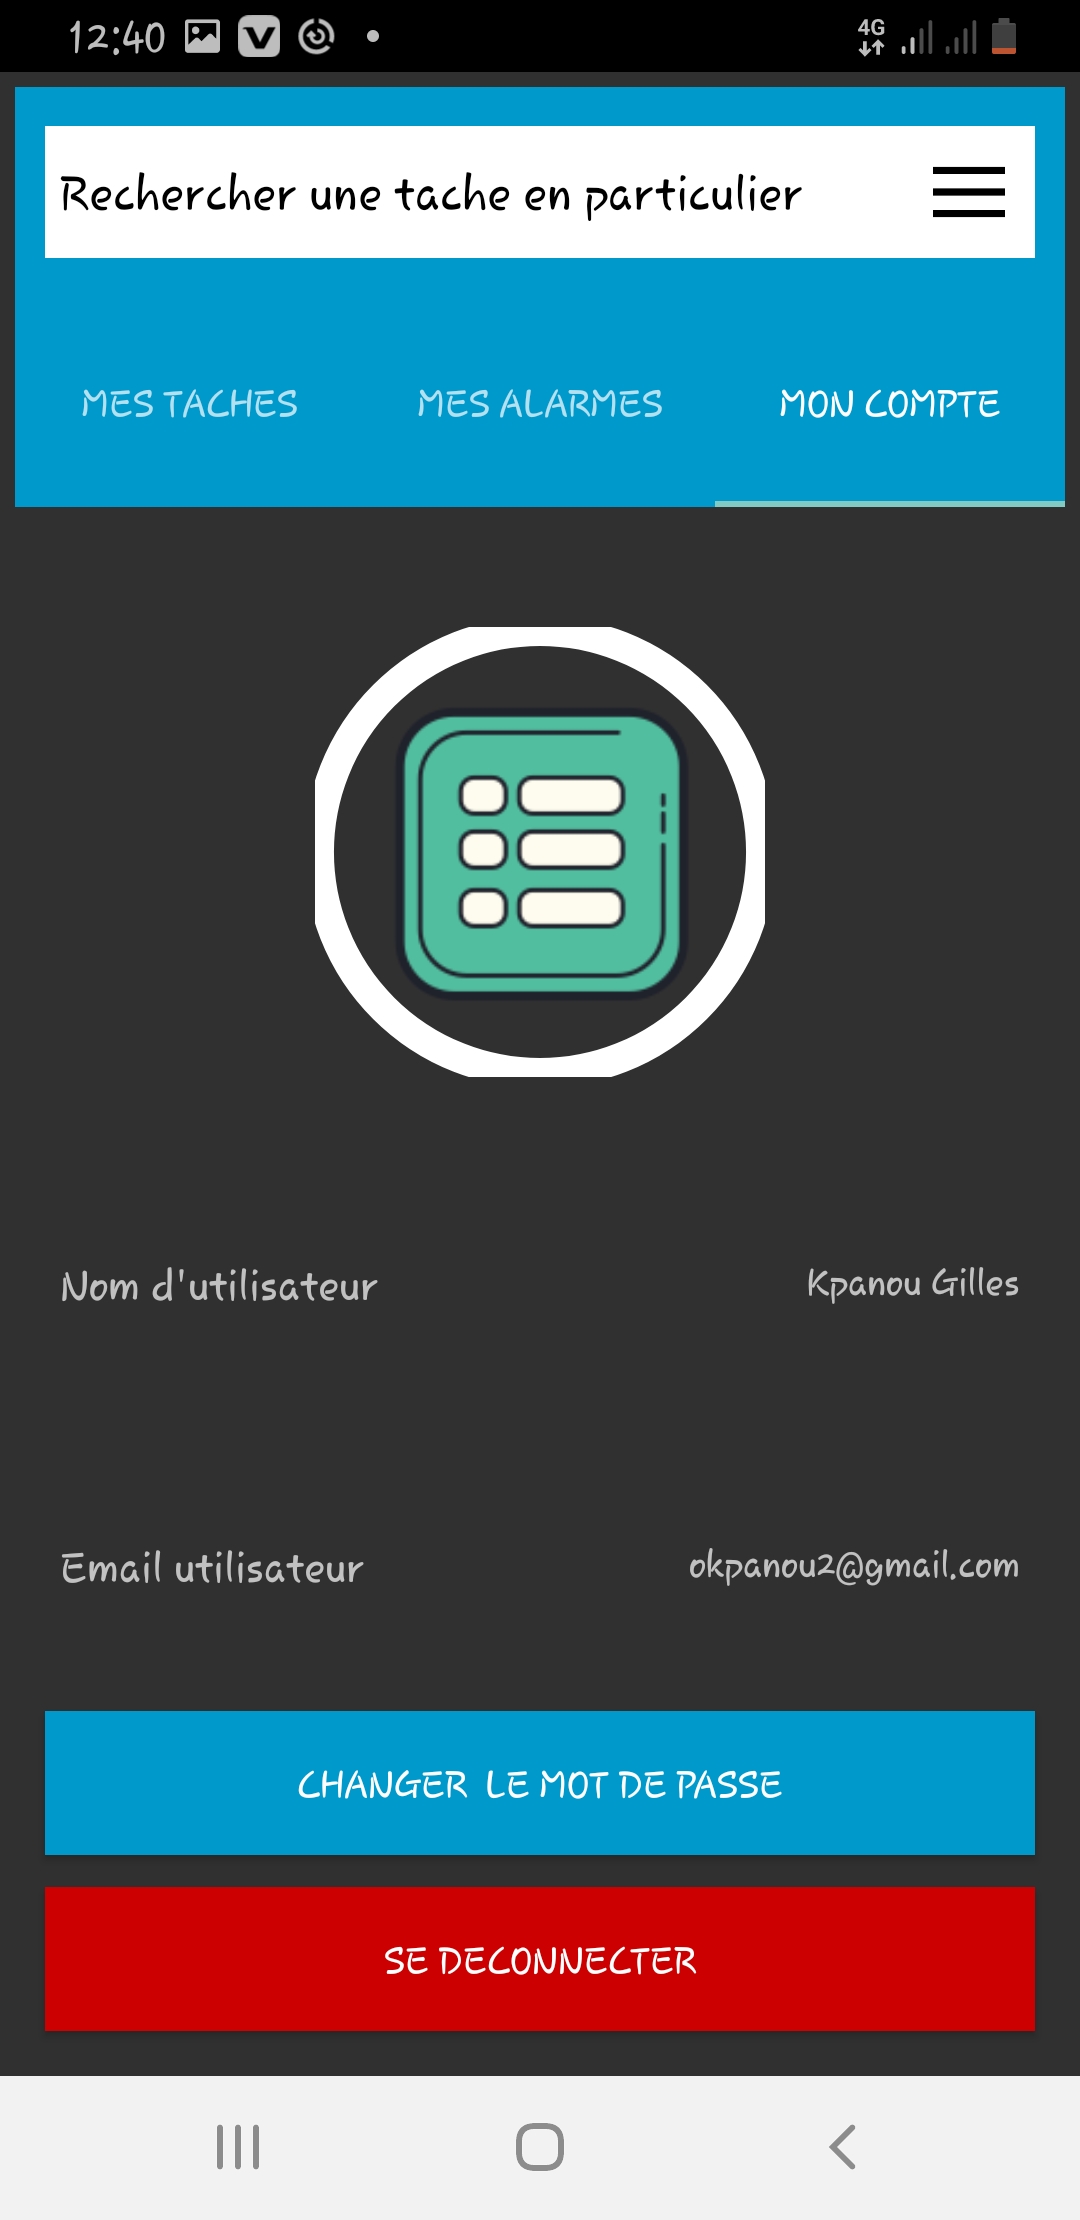 12:40
4G
Rechercher une tache en particulier
MES TACHES
MES ALARMES
MON COMPTE
Nom d'utilisateur
Kpanou Gilles
Email utilisateur
okpanou2@gmail.com
CHANGER LE MOT DE PASSE
SE DECONNECTER